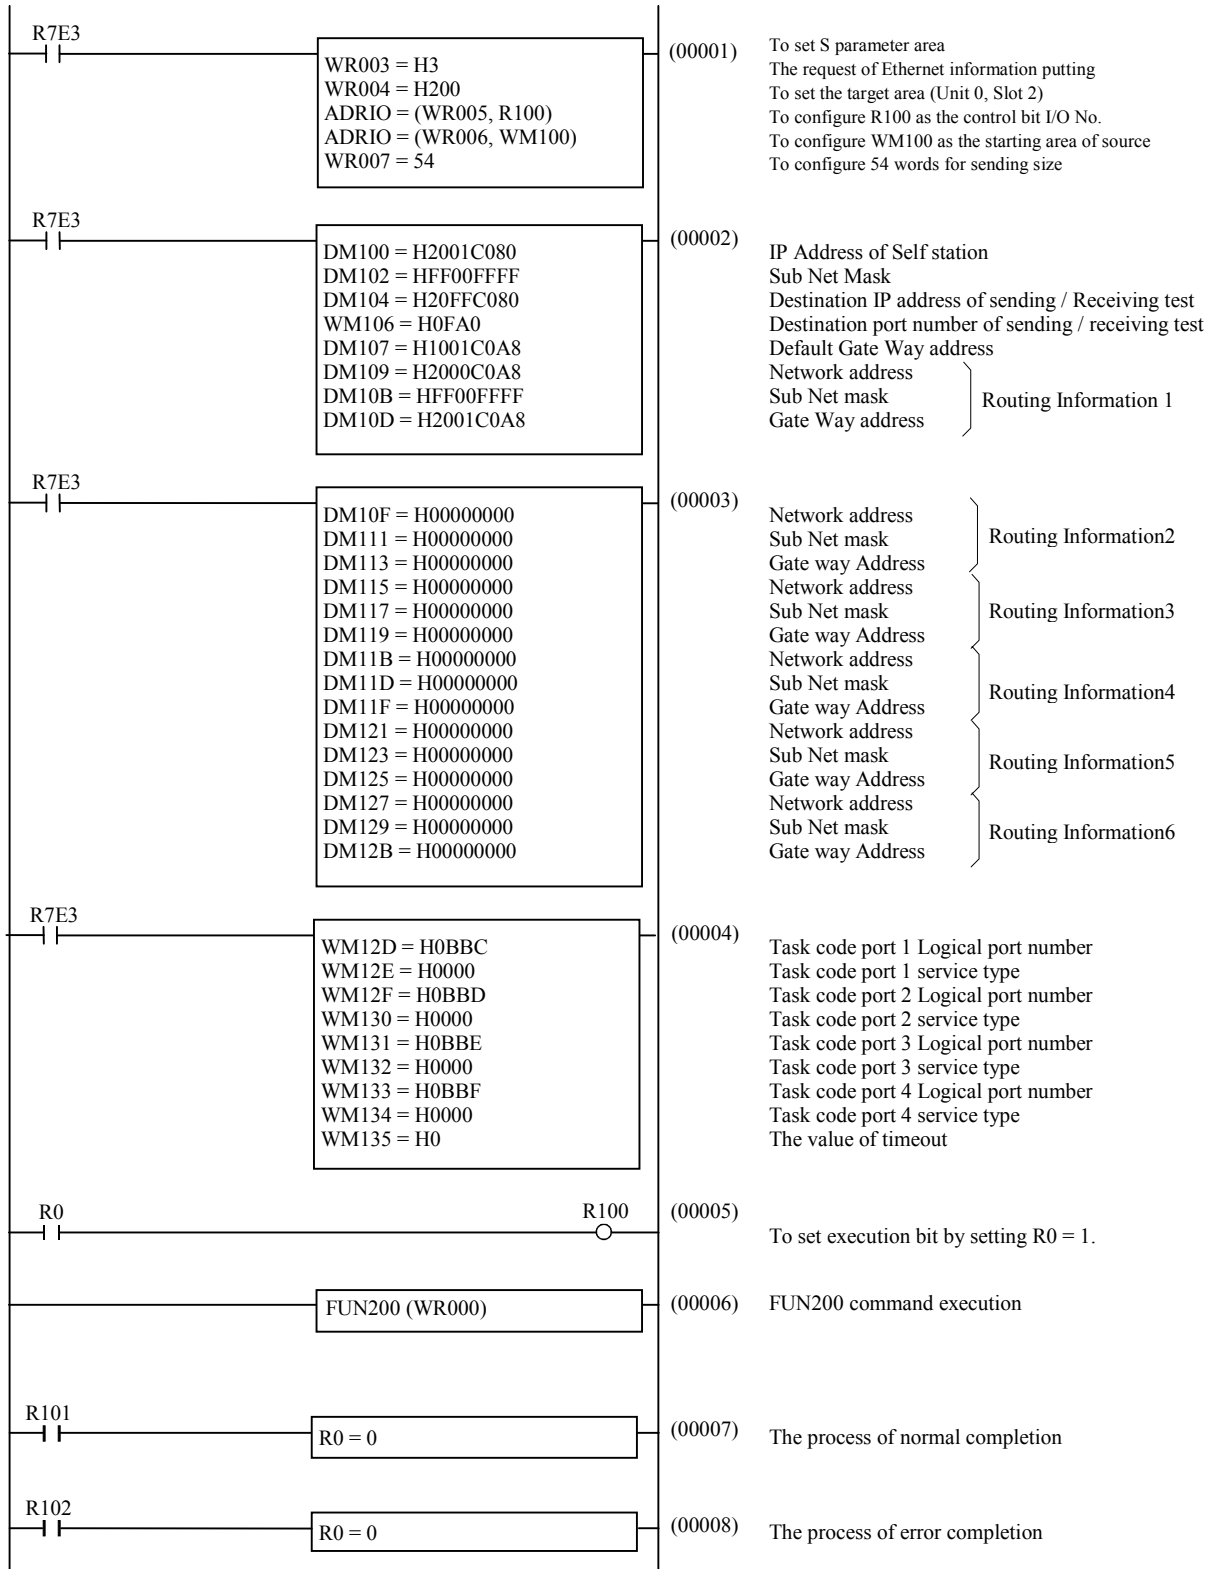 R7E3
(00001)
WR003 = H3
WR004 = H200
ADRIO = (WR005, R100)
ADRIO = (WR006, WM100)
WR007 = 54
To set S parameter area
The request of Ethernet information putting
To set the target area (Unit 0, Slot 2)
To configure R100 as the control bit I/O No.
To configure WM100 as the starting area of source
To configure 54 words for sending size
R7E3
(00002)
DM100 = H2001C080
DM102 = HFF00FFFF
DM104 = H20FFC080
WM106 = H0FA0
DM107 = H1001C0A8
DM109 = H2000C0A8
DM10B = HFF00FFFF
DM10D = H2001C0A8
IP Address of Self station
Sub Net Mask
Destination IP address of sending / Receiving test
Destination port number of sending / receiving test
Default Gate Way address
Network address
Sub Net mask
Gate Way address
Routing Information 1
R7E3
(00003)
DM10F = H00000000
DM111 = H00000000
DM113 = H00000000
DM115 = H00000000
DM117 = H00000000
DM119 = H00000000
DM11B = H00000000
DM11D = H00000000
DM11F = H00000000
DM121 = H00000000
DM123 = H00000000
DM125 = H00000000
DM127 = H00000000
DM129 = H00000000
DM12B = H00000000
Network address
Sub Net mask
Gate way Address
Routing Information2
Network address
Sub Net mask
Gate way Address
Routing Information3
Network address
Sub Net mask
Gate way Address
Routing Information4
Network address
Sub Net mask
Gate way Address
Routing Information5
Network address
Sub Net mask
Gate way Address
Routing Information6
R7E3
(00004)
WM12D = H0BBC
WM12E = H0000
WM12F = H0BBD
WM130 = H0000
WM131 = H0BBE
WM132 = H0000
WM133 = H0BBF
WM134 = H0000
WM135 = H0
Task code port 1 Logical port number
Task code port 1 service type
Task code port 2 Logical port number
Task code port 2 service type
Task code port 3 Logical port number
Task code port 3 service type
Task code port 4 Logical port number
Task code port 4 service type
The value of timeout
R0
R100
(00005)
To set execution bit by setting R0 = 1.
FUN200 (WR000)
(00006)
FUN200 command execution
R101
R0 = 0
(00007)
The process of normal completion
R102
R0 = 0
(00008)
The process of error completion